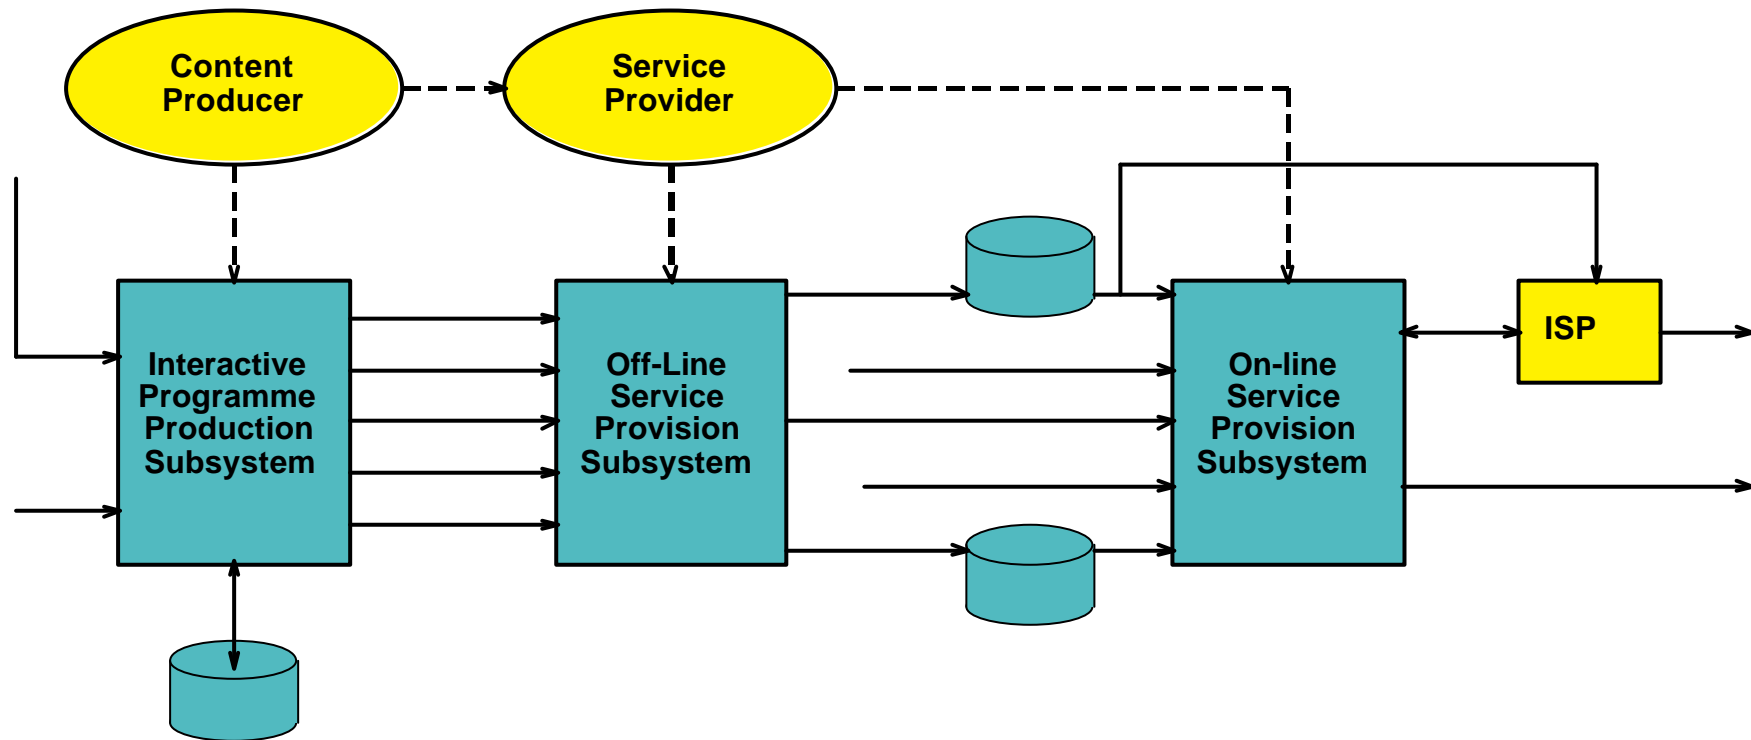 Content
Producer
Service
Provider
Interactive
Programme
Production
Subsystem
Off-Line
Service
Provision
Subsystem
On-line
Service
Provision
Subsystem
ISP